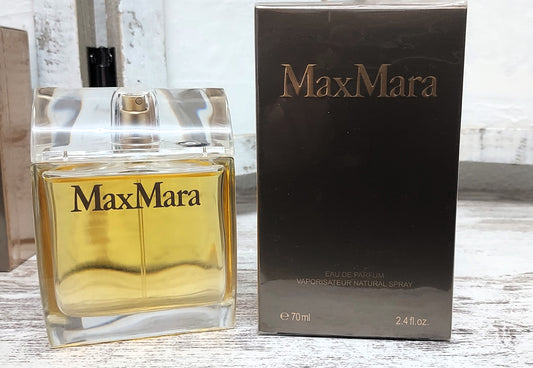 MaxMara
MaxMara
EAU DE PARFUM
VAPORISATEUR NATURAL SPRAY
℮ 70ml 2.4 fl.oz.